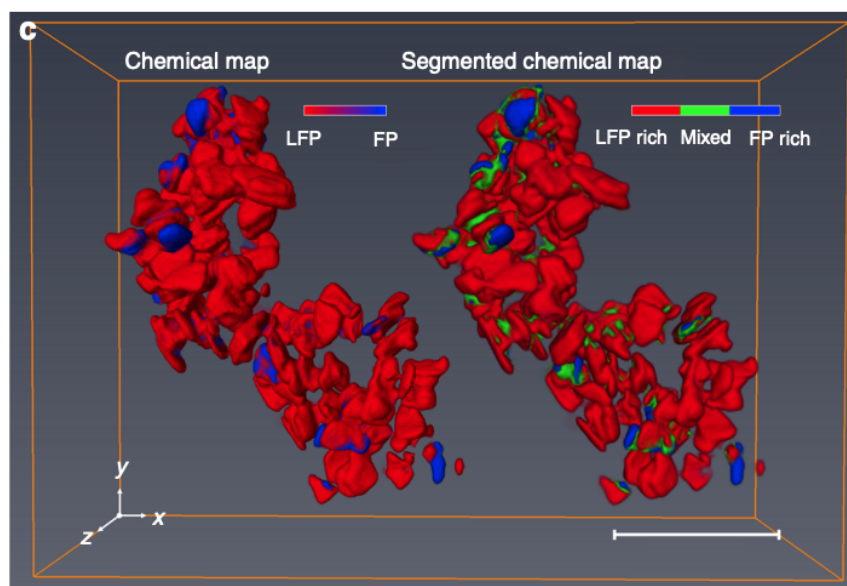 c
Chemical map
Segmented chemical map
LFP FP
LFP rich Mixed FP rich
y
x
z